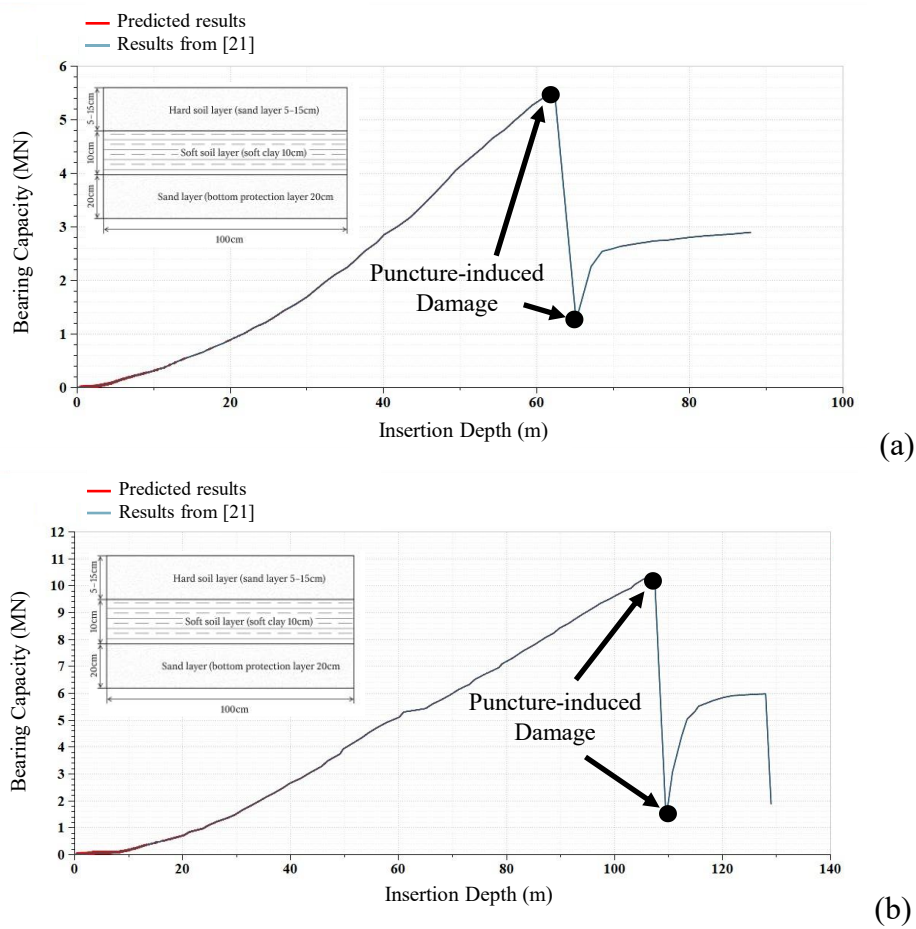 Predicted results
Results from [21]
6
5
4
3
2
1
0
Bearing Capacity (MN)
5-15cm
10cm
20cm
Hard soil layer (sand layer 5-15cm)
Soft soil layer (soft clay 10cm)
Sand layer (bottom protection layer 20cm
100cm
Puncture-induced
Damage
0 20 40 60 80 100
Insertion Depth (m)
(a)
Predicted results
Results from [21]
12
11
10
9
8
7
6
5
4
3
2
1
0
Bearing Capacity (MN)
5-15cm
10cm
20cm
Hard soil layer (sand layer 5-15cm)
Soft soil layer (soft clay 10cm)
Sand layer (bottom protection layer 20cm
100cm
Puncture-induced
Damage
0 20 40 60 80 100 120 140
Insertion Depth (m)
(b)